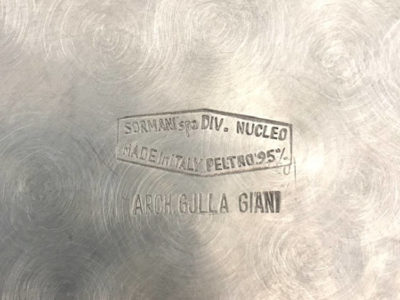 SORMANI spa DIV. NUCLEO
MADE in ITALY PELTRO 95%
ARCH. GULLA GIANI